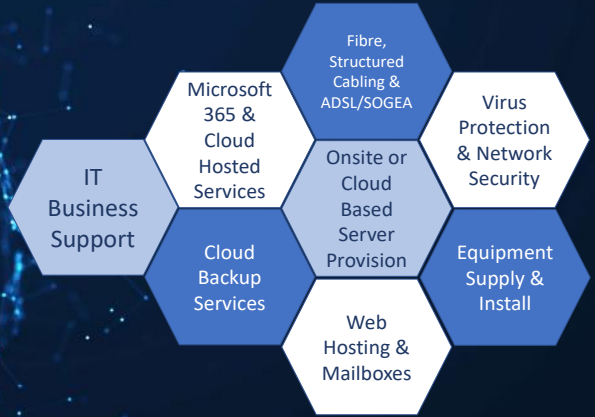 Fibre,
Structured
Cabling &
ADSL/SOGEA
Microsoft
365 &
Cloud
Hosted
Services
Virus
Protection
& Network
Security
IT
Business
Support
Onsite or
Cloud
Based
Server
Provision
Cloud
Backup
Services
Equipment
Supply &
Install
Web
Hosting &
Mailboxes